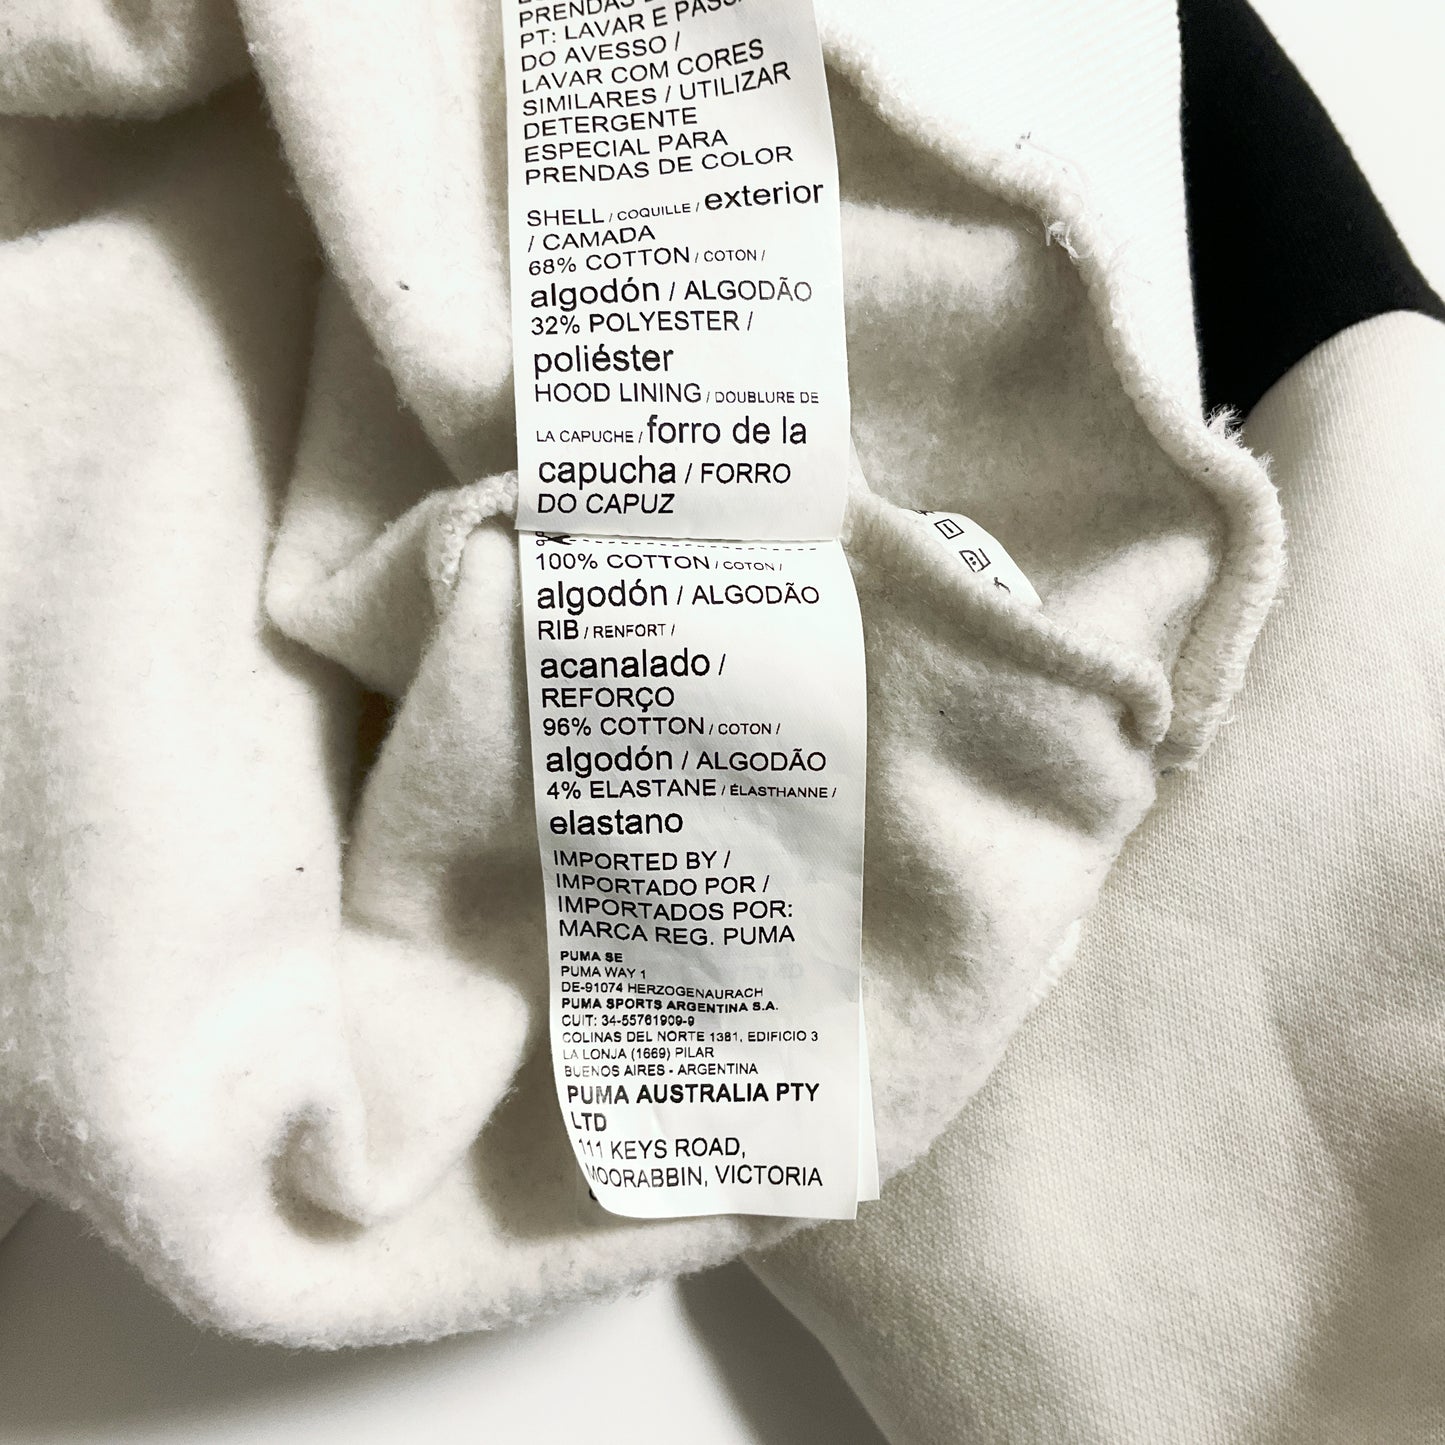 PRENDAS
PT: LAVAR E
DO AVESSO /
LAVAR COM CORES
SIMILARES / UTILIZAR
DETERGENTE
ESPECIAL PARA
PRENDAS DE COLOR
SHELL / COQUILLE / exterior
/ CAMADA
68% COTTON / COTON /
algodón / ALGODÃO
32% POLYESTER /
poliéster
HOOD LINING / DOUBLURE DE
LA CAPUCHE / forro de la
capucha / FORRO
DO CAPUZ
100% COTTON / COTON /
algodón / ALGODÃO
RIB / RENFORT /
acanalado /
REFORÇO
96% COTTON / COTON /
algodón / ALGODÃO
4% ELASTANE / ÉLASTHANNE /
elastano
IMPORTED BY /
IMPORTADO POR /
IMPORTADOS POR:
MARCA REG. PUMA
PUMA SE
PUMA WAY 1
DE-91074 HERZOGENAURACH
PUMA SPORTS ARGENTINA S.A.
CUIT: 34-55761909-9
COLINAS DEL NORTE 1381, EDIFICIO 3
LA LONJA (1669) PILAR
BUENOS AIRES - ARGENTINA
PUMA AUSTRALIA PTY
LTD
111 KEYS ROAD,
MOORABBIN, VICTORIA